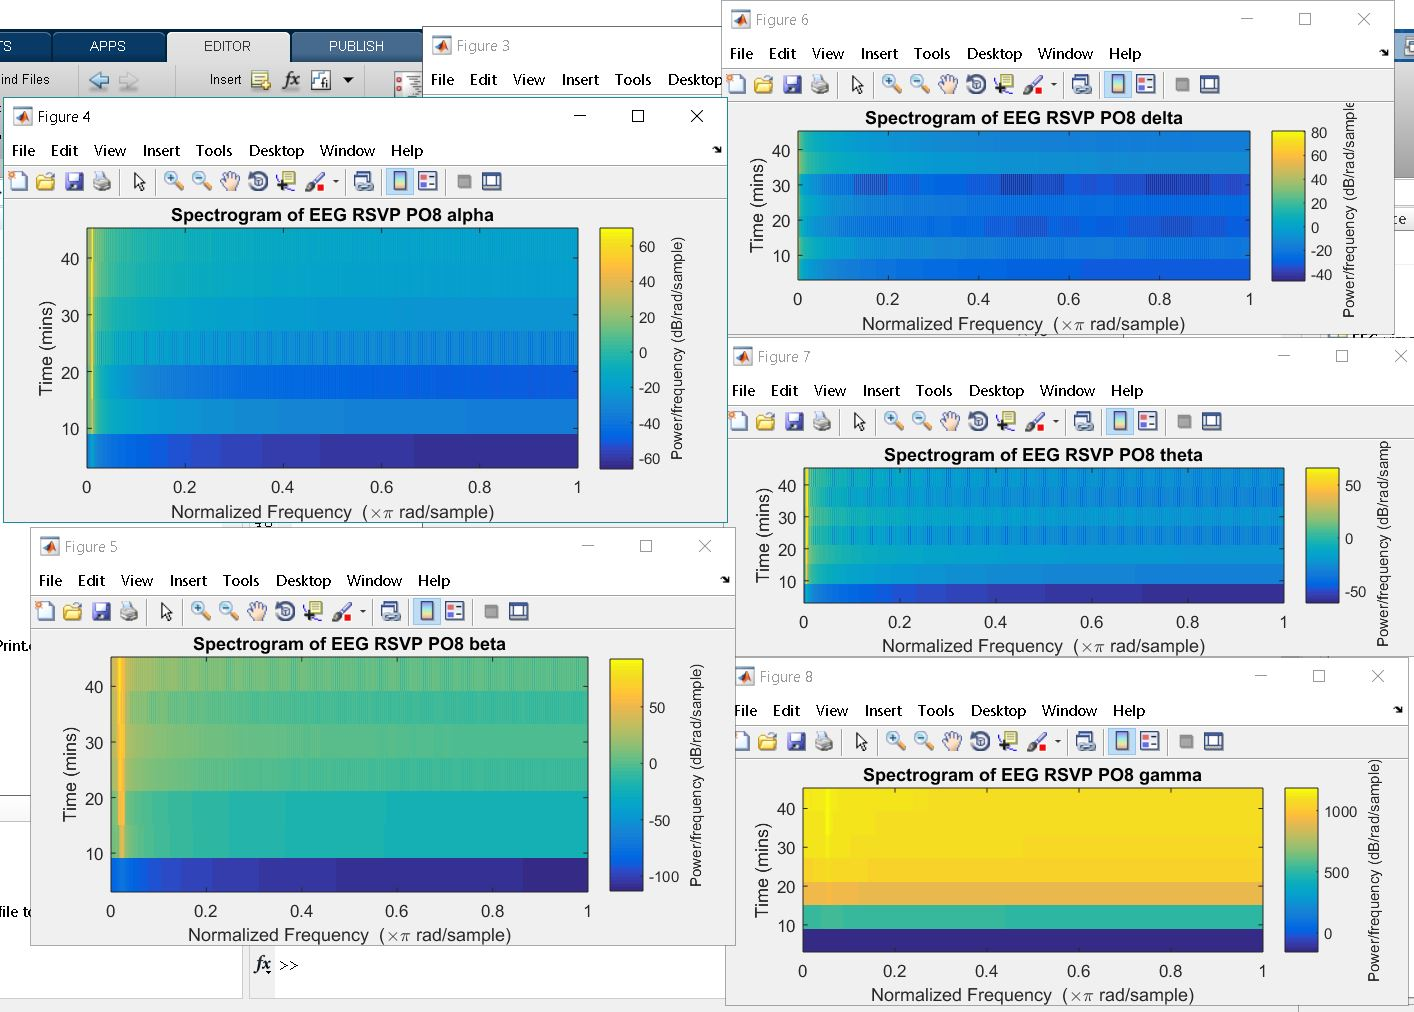 TS
APPS
EDITOR
PUBLISH
ind Files
Insert
fx
Figure 3
File Edit View Insert Tools Desktop
Figure 4
File Edit View Insert Tools Desktop Window Help
Spectrogram of EEG RSVP PO8 alpha
40
30
20
10
Time (mins)
0 0.2 0.4 0.6 0.8 1
Normalized Frequency (×π rad/sample)
60
40
20
0
-20
-40
-60
Power/frequency (dB/rad/sample)
Figure 6
File Edit View Insert Tools Desktop Window Help
Spectrogram of EEG RSVP PO8 delta
40
30
20
10
Time (mins)
0 0.2 0.4 0.6 0.8 1
Normalized Frequency (×π rad/sample)
80
60
40
20
0
-20
-40
Power/frequency (dB/rad/sample
ce
Figure 7
File Edit View Insert Tools Desktop Window Help
Spectrogram of EEG RSVP PO8 theta
40
30
20
10
Time (mins)
0 0.2 0.4 0.6 0.8 1
Normalized Frequency (×π rad/sample)
50
0
-50
Power/frequency (dB/rad/samp
Figure 5
File Edit View Insert Tools Desktop Window Help
Spectrogram of EEG RSVP PO8 beta
40
30
20
10
Time (mins)
0 0.2 0.4 0.6 0.8 1
Normalized Frequency (×π rad/sample)
50
0
-50
-100
Power/frequency (dB/rad/sample)
Figure 8
File Edit View Insert Tools Desktop Window Help
Spectrogram of EEG RSVP PO8 gamma
40
30
20
10
Time (mins)
0 0.2 0.4 0.6 0.8 1
Normalized Frequency (×π rad/sample)
1000
500
0
Power/frequency (dB/rad/sample)
Print.
file to
fx >>